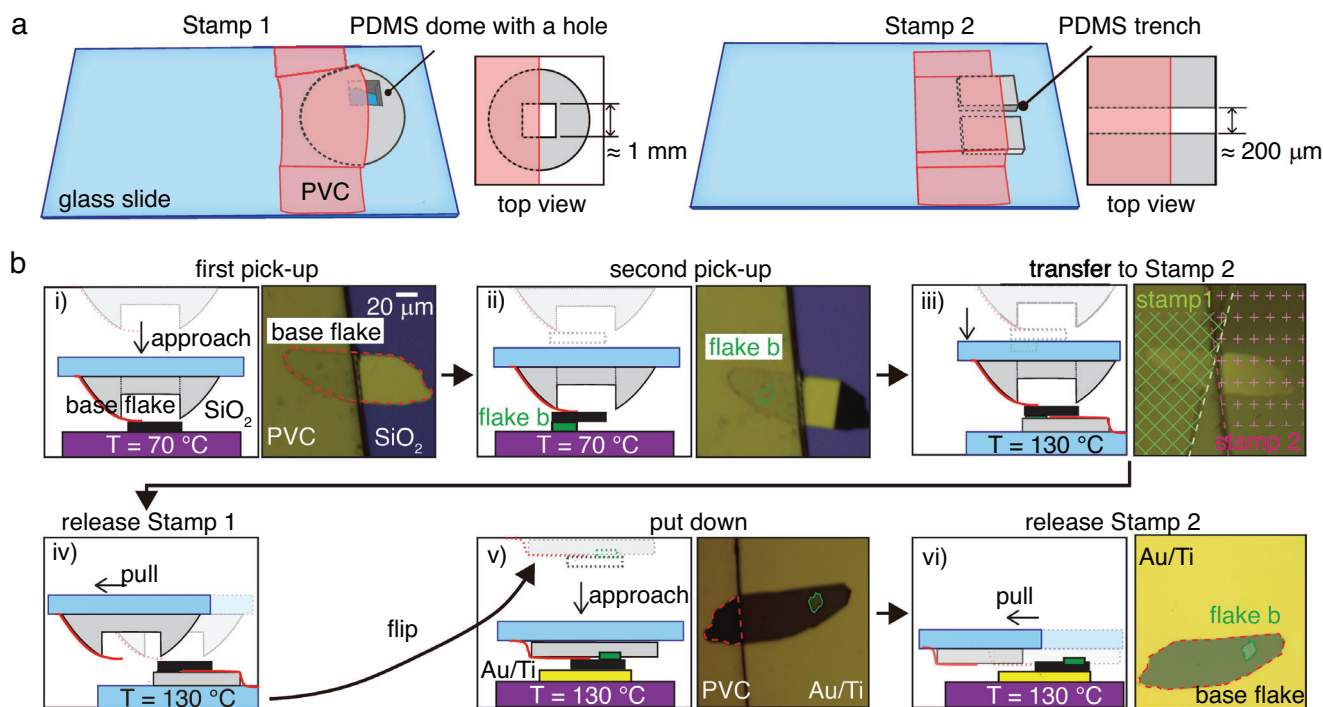 a
Stamp 1
PDMS dome with a hole
Stamp 2
PDMS trench
≈ 1 mm
≈ 200 μm
glass slide
PVC
top view
top view
b
first pick-up
second pick-up
transfer to Stamp 2
i)
approach
base flake
SiO2
T = 70 °C
20 μm
base flake
PVC
SiO2
ii)
flake b
T = 70 °C
flake b
iii)
T = 130 °C
stamp1
stamp 2
release Stamp 1
put down
release Stamp 2
iv)
pull
T = 130 °C
flip
v)
approach
Au/Ti
T = 130 °C
PVC
Au/Ti
vi)
pull
T = 130 °C
Au/Ti
flake b
base flake